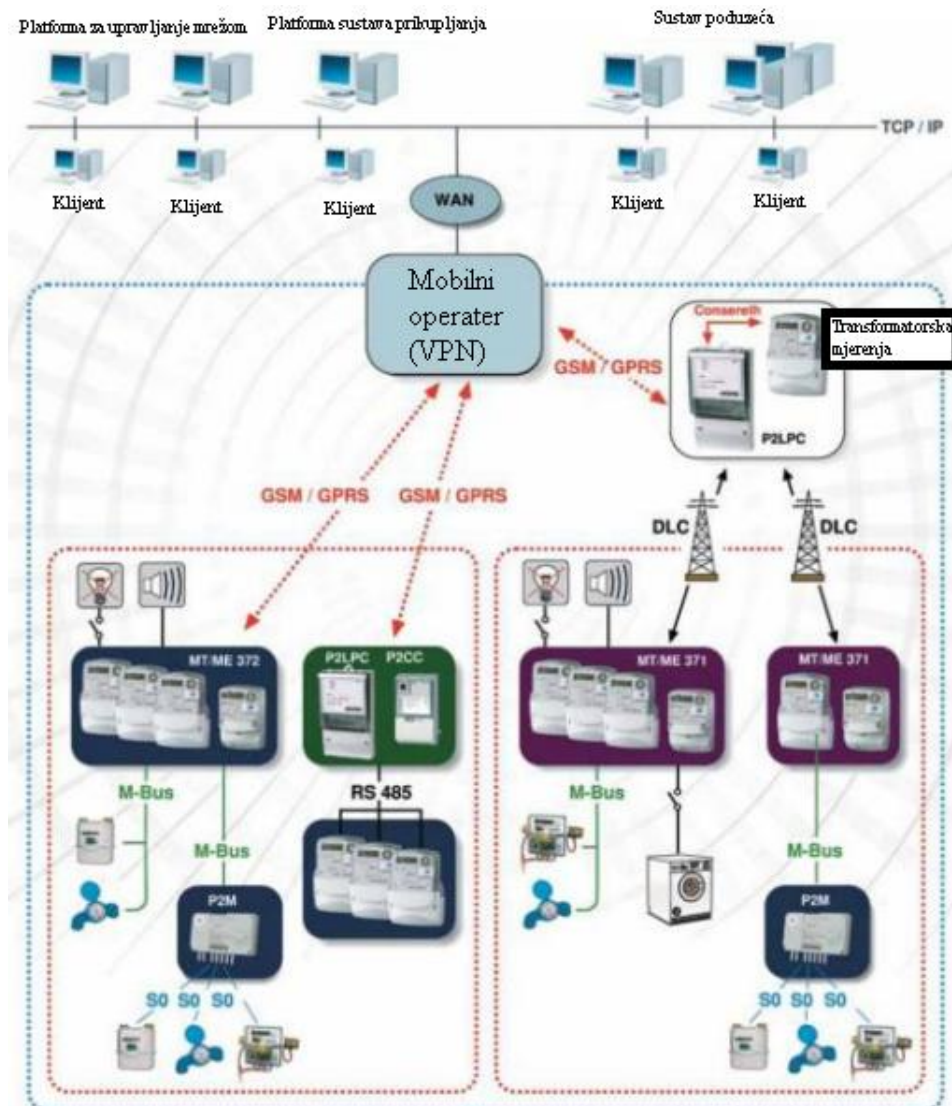 Platforma za upravljanje mrežom
Platforma sustava prikupljanja
Sustav poduzeća
TCP / IP
Klijent
Klijent
Klijent
Klijent
Klijent
WAN
Mobilni
operater
(VPN)
Consereth
Transformatorska
mjerenja
GSM / GPRS
P2LPC
GSM / GPRS
GSM / GPRS
DLC
DLC
MT/ME 372
P2LPC
P2CC
MT/ME 371
MT/ME 371
M-Bus
RS 485
M-Bus
M-Bus
M-Bus
P2M
P2M
S0
S0
S0
S0
S0
S0